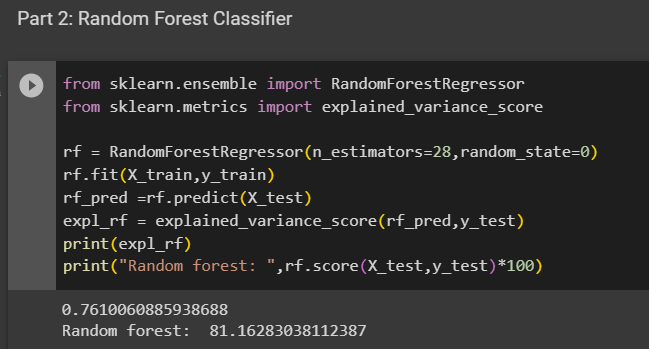 Part 2: Random Forest Classifier
from sklearn.ensemble import RandomForestRegressor
from sklearn.metrics import explained_variance_score
rf = RandomForestRegressor(n_estimators=28,random_state=0)
rf.fit(X_train,y_train)
rf_pred =rf.predict(X_test)
expl_rf = explained_variance_score(rf_pred,y_test)
print(expl_rf)
print("Random forest: ",rf.score(X_test,y_test)*100)
0.7610060885938688
Random forest:  81.16283038112387